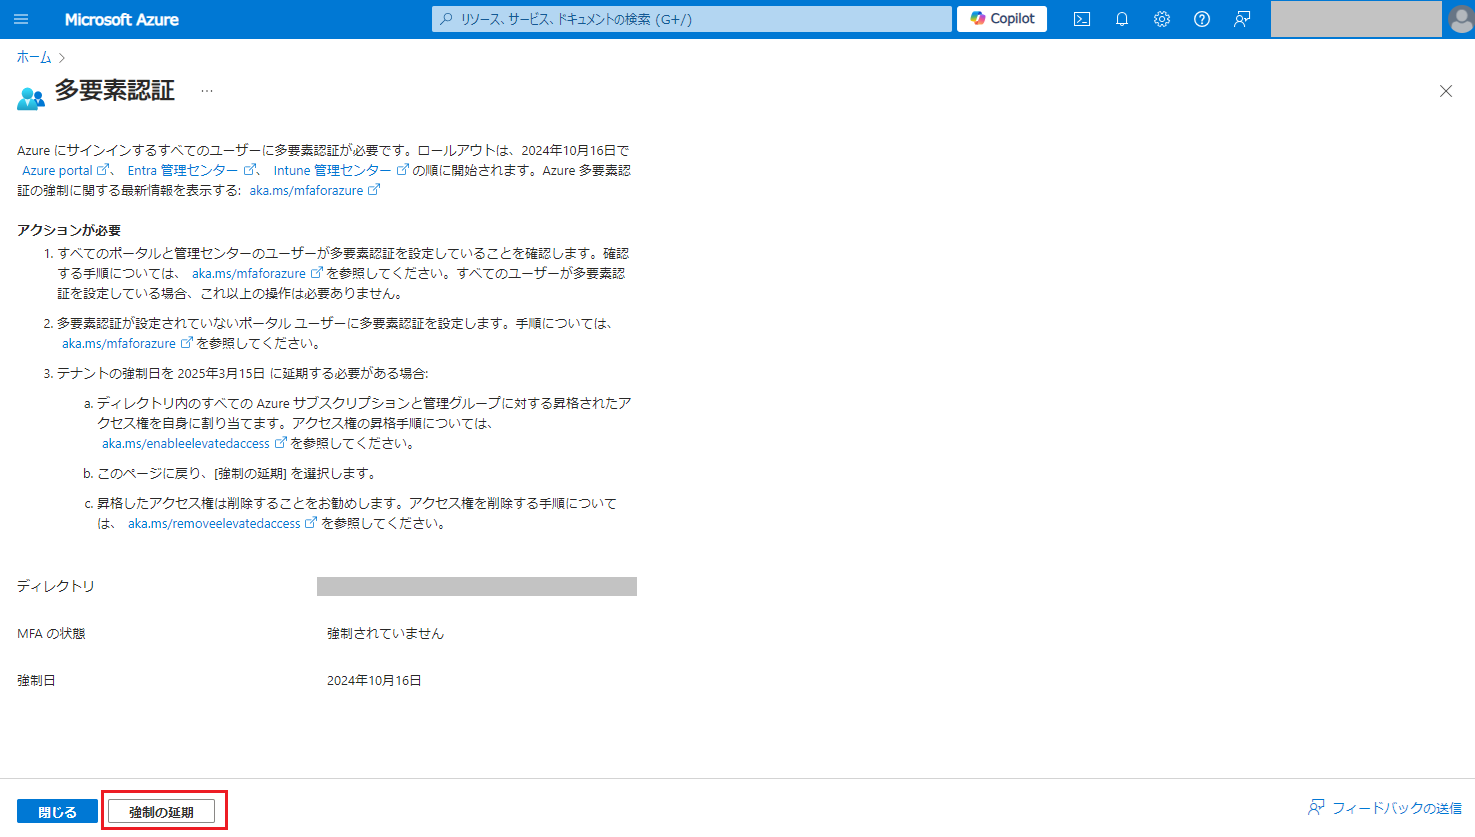 Microsoft Azure
リソース、サービス、ドキュメントの検索 (G+/)
Copilot
ホーム
多要素認証
...
Azure にサインインするすべてのユーザーに多要素認証が必要です。ロールアウトは、2024年10月16日で
Azure portal 、 Entra 管理センター 、 Intune 管理センター の順に開始されます。Azure 多要素認
証の強制に関する最新情報を表示する: aka.ms/mfaforazure
アクションが必要
1. すべてのポータルと管理センターのユーザーが多要素認証を設定していることを確認します。確認
する手順については、 aka.ms/mfaforazure を参照してください。すべてのユーザーが多要素認
証を設定している場合、これ以上の操作は必要ありません。
2. 多要素認証が設定されていないポータル ユーザーに多要素認証を設定します。手順については、
aka.ms/mfaforazure を参照してください。
3. テナントの強制日を 2025年3月15日 に延期する必要がある場合:
a. ディレクトリ内のすべての Azure サブスクリプションと管理グループに対する昇格されたア
クセス権を自身に割り当てます。アクセス権の昇格手順については、
aka.ms/enableelevatedaccess を参照してください。
b. このページに戻り、[強制の延期] を選択します。
c. 昇格したアクセス権は削除することをお勧めします。アクセス権を削除する手順について
は、 aka.ms/removeelevatedaccess を参照してください。
ディレクトリ
MFA の状態 強制されていません
強制日 2024年10月16日
閉じる 強制の延期
フィードバックの送信